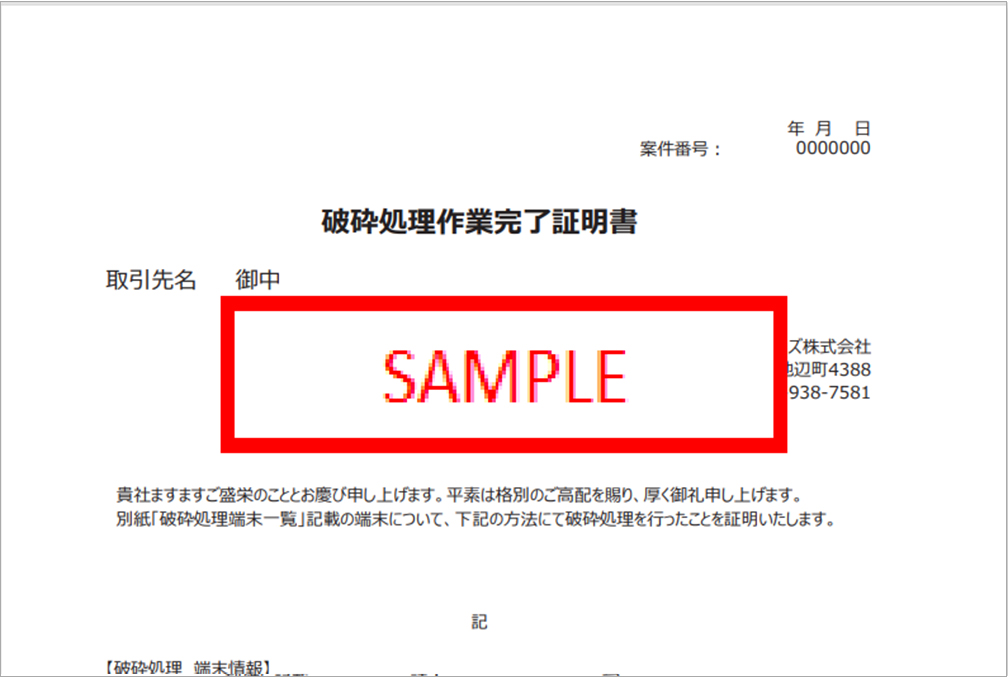 年 月 日
案件番号： 0000000
破砕処理作業完了証明書
取引先名 御中
ズ株式会社
辺町4388
938-7581
SAMPLE
貴社ますますご盛栄のこととお慶び申し上げます。平素は格別のご高配を賜り、厚く御礼申し上げます。
別紙「破砕処理端末一覧」記載の端末について、下記の方法にて破砕処理を行ったことを証明いたします。
記
【破砕処理 端末情報】